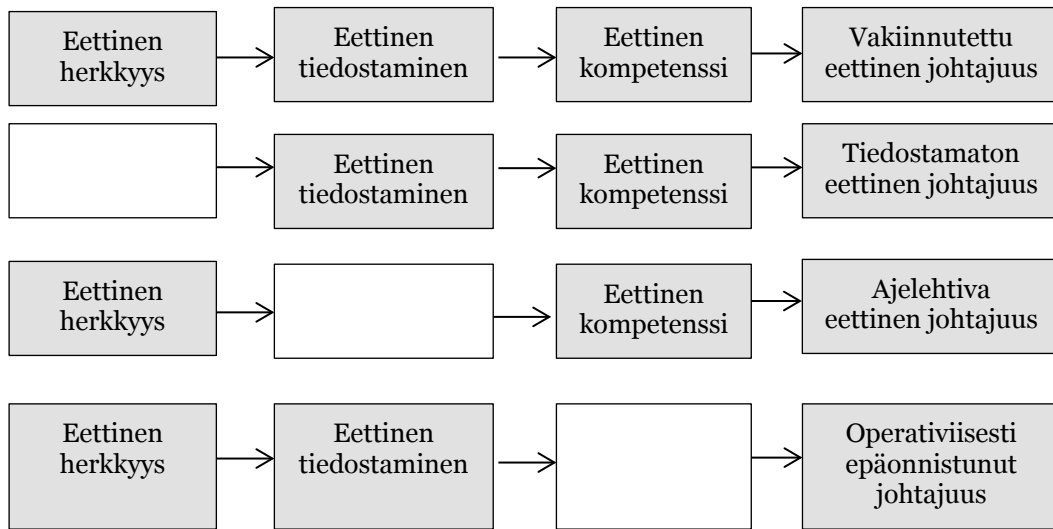 Eettinen
herkkyys
Eettinen
tiedostaminen
Eettinen
kompetenssi
Vakiinnutettu
eettinen johtajuus
Eettinen
tiedostaminen
Eettinen
kompetenssi
Tiedostamaton
eettinen johtajuus
Eettinen
herkkyys
Eettinen
kompetenssi
Ajelehtiva
eettinen johtajuus
Eettinen
herkkyys
Eettinen
tiedostaminen
Operativiisesti
epäonnistunut
johtajuus